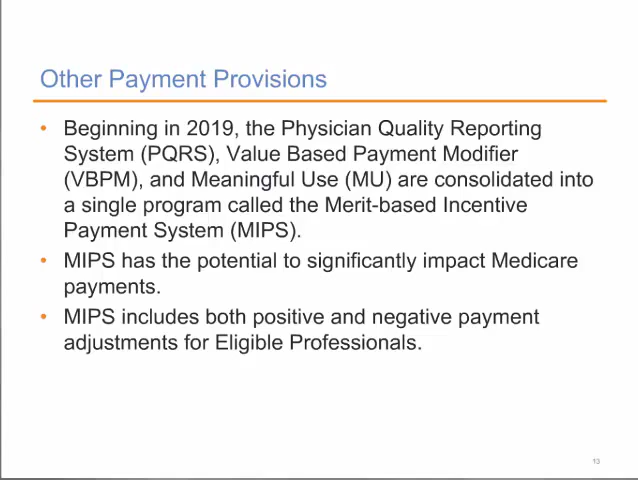 Other Payment Provisions
• Beginning in 2019, the Physician Quality Reporting
System (PQRS), Value Based Payment Modifier
(VBPM), and Meaningful Use (MU) are consolidated into
a single program called the Merit-based Incentive
Payment System (MIPS).
• MIPS has the potential to significantly impact Medicare
payments.
• MIPS includes both positive and negative payment
adjustments for Eligible Professionals.
13